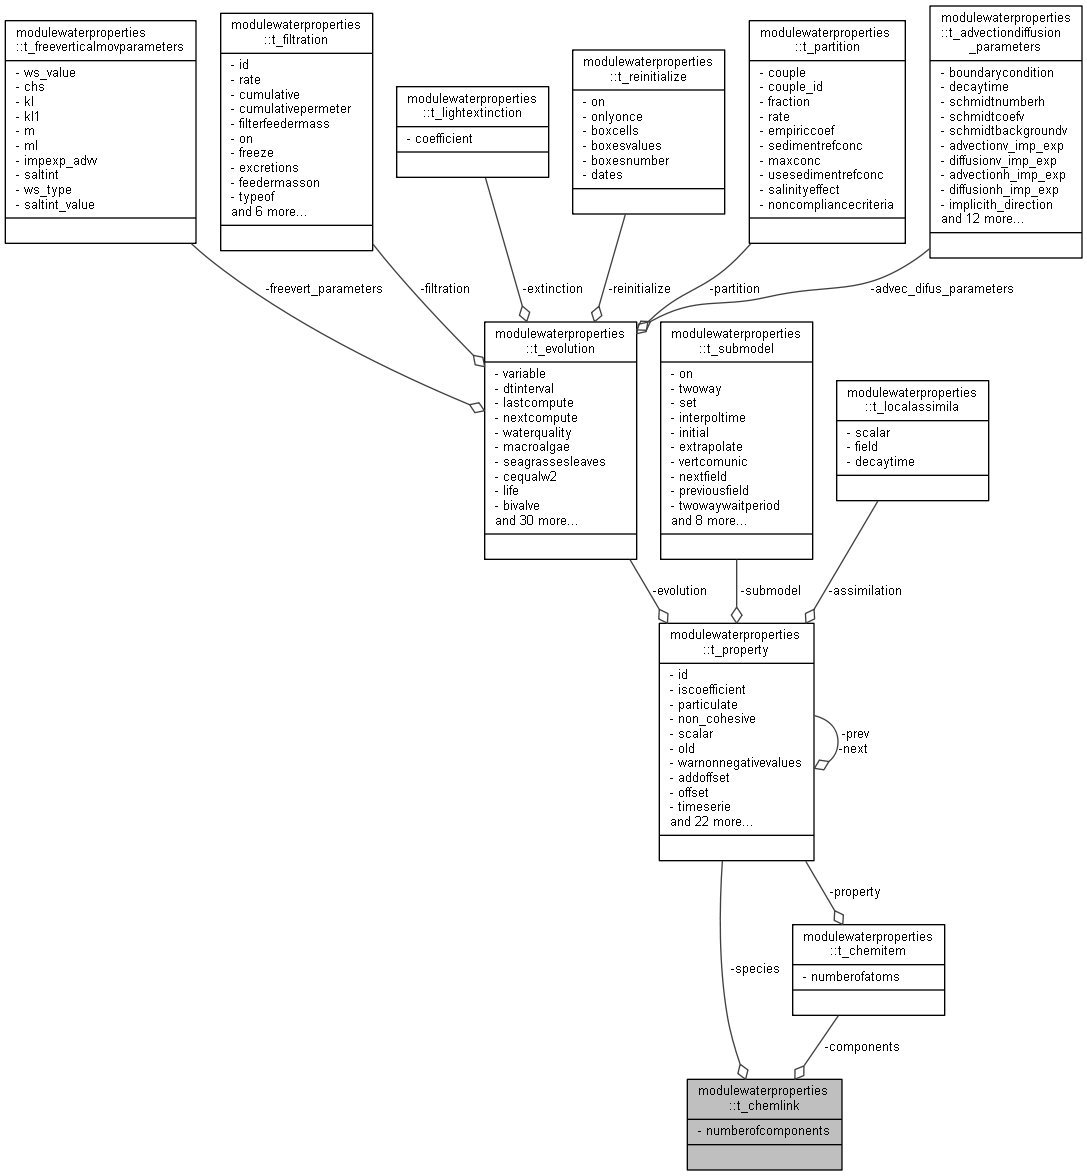 modulewaterproperties
::t_freeverticalmovparameters
- ws_value
- chs
- kl
- kl1
- m
- ml
- impexp_advv
- saltint
- ws_type
- saltint_value
modulewaterproperties
::t_filtration
- id
- rate
- cumulative
- cumulativepermeter
- filterfeedermass
- on
- freeze
- excretions
- feedermasson
- typeof
and 6 more...
modulewaterproperties
::t_lightextinction
- coefficient
modulewaterproperties
::t_reinitialize
- on
- onlyonce
- boxcells
- boxesvalues
- boxesnumber
- dates
modulewaterproperties
::t_partition
- couple
- couple_id
- fraction
- rate
- empiriccoef
- sedimentrefconc
- maxconc
- usesedimentrefconc
- salinityeffect
- noncompliancecriteria
modulewaterproperties
::t_advectiondiffusion
_parameters
- boundarycondition
- decaytime
- schmidtnumberh
- schmidtcoefv
- schmidtbackgroundv
- advectionv_imp_exp
- diffusionv_imp_exp
- advectionh_imp_exp
- diffusionh_imp_exp
- implicith_direction
and 12 more...
-freevert_parameters
-filtration
-extinction
-reinitialize
-partition
-advec_difus_parameters
modulewaterproperties
::t_evolution
- variable
- dtinterval
- lastcompute
- nextcompute
- waterquality
- macroalgae
- seagrassesleaves
- cequalw2
- life
- bivalve
and 30 more...
modulewaterproperties
::t_submodel
- on
- twoway
- set
- interpoltime
- initial
- extrapolate
- vertcomunic
- nextfield
- previousfield
- twowaywaitperiod
and 8 more...
modulewaterproperties
::t_localassimila
- scalar
- field
- decaytime
-evolution
-submodel
-assimilation
modulewaterproperties
::t_property
- id
- iscoefficient
- particulate
- non_cohesive
- scalar
- old
- warnonnegativevalues
- addoffset
- offset
- timeserie
and 22 more...
-prev
-next
-property
modulewaterproperties
::t_chemitem
- numberofatoms
-species
-components
modulewaterproperties
::t_chemlink
- numberofcomponents